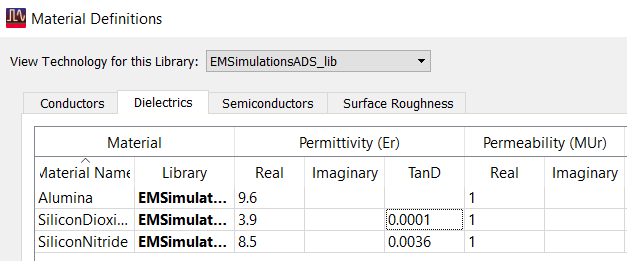 Material Definitions
View Technology for this Library: EMSimulationsADS_lib
Conductors Dielectrics Semiconductors Surface Roughness
Material Permittivity (Er) Permeability (MUr)
Material Name Library Real Imaginary TanD Real Imaginary
Alumina EMSimulat... 9.6 1
SiliconDioxi... EMSimulat... 3.9 0.0001 1
SiliconNitride EMSimulat... 8.5 0.0036 1